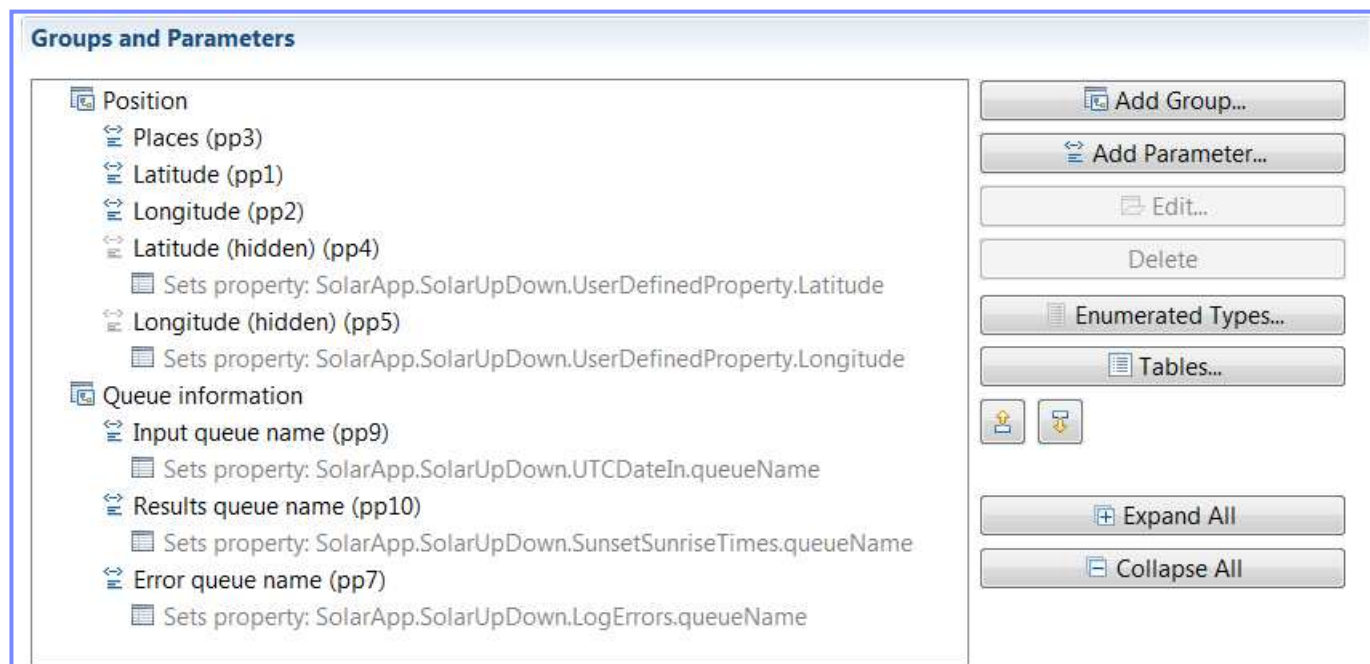 Groups and Parameters
Position
Places (pp3)
Latitude (pp1)
Longitude (pp2)
Latitude (hidden) (pp4)
Sets property: SolarApp.SolarUpDown.UserDefinedProperty.Latitude
Longitude (hidden) (pp5)
Sets property: SolarApp.SolarUpDown.UserDefinedProperty.Longitude
Queue information
Input queue name (pp9)
Sets property: SolarApp.SolarUpDown.UTCDateIn.queueName
Results queue name (pp10)
Sets property: SolarApp.SolarUpDown.SunsetSunriseTimes.queueName
Error queue name (pp7)
Sets property: SolarApp.SolarUpDown.LogErrors.queueName
Add Group...
Add Parameter...
Edit...
Delete
Enumerated Types...
Tables...
Expand All
Collapse All